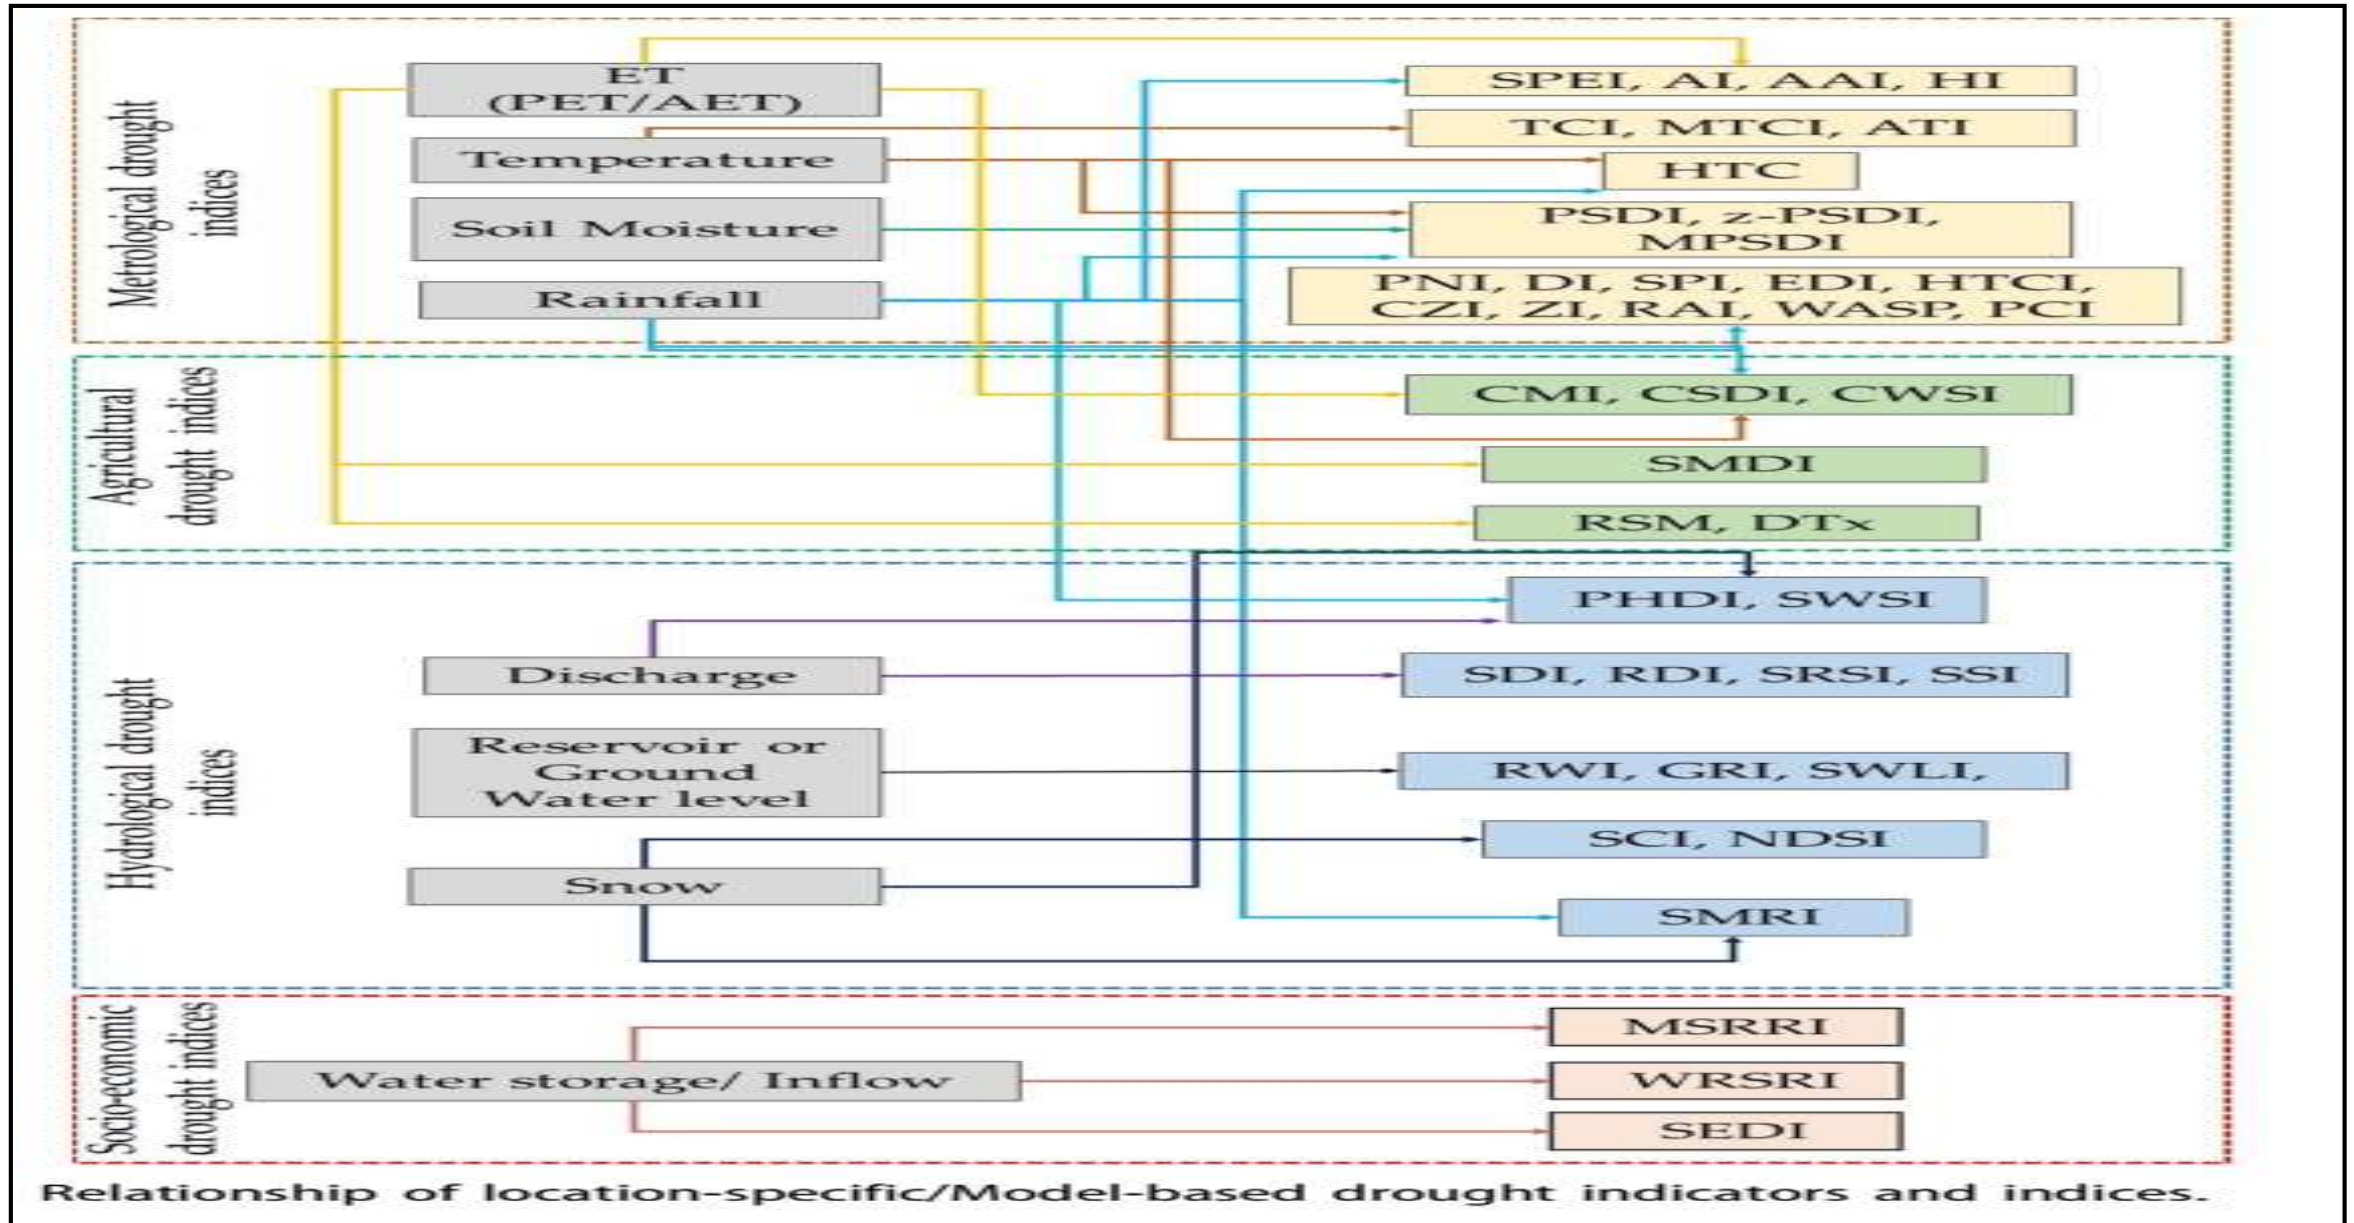 Metrological drought
indices
ET
(PET/AET)
Temperature
Soil Moisture
Rainfall
SPEI, AI, AAI, HI
TCI, MTCI, ATI
HTC
PSDI, z-PSDI,
MPSDI
PNI, DI, SPI, EDI, HTCI,
CZI, ZI, RAI, WASP, PCI
Agricultural
drought indices
CMI, CSDI, CWSI
SMDI
RSM, DTx
Hydrological drought
indices
Discharge
Reservoir or
Ground
Water level
Snow
PHDI, SWSI
SDI, RDI, SRSI, SSI
RWI, GRI, SWLI,
SCI, NDSI
SMRI
Socio-economic
drought indices
Water storage/ Inflow
MSRRI
WRSRI
SEDI
Relationship of location-specific/Model-based drought indicators and indices.